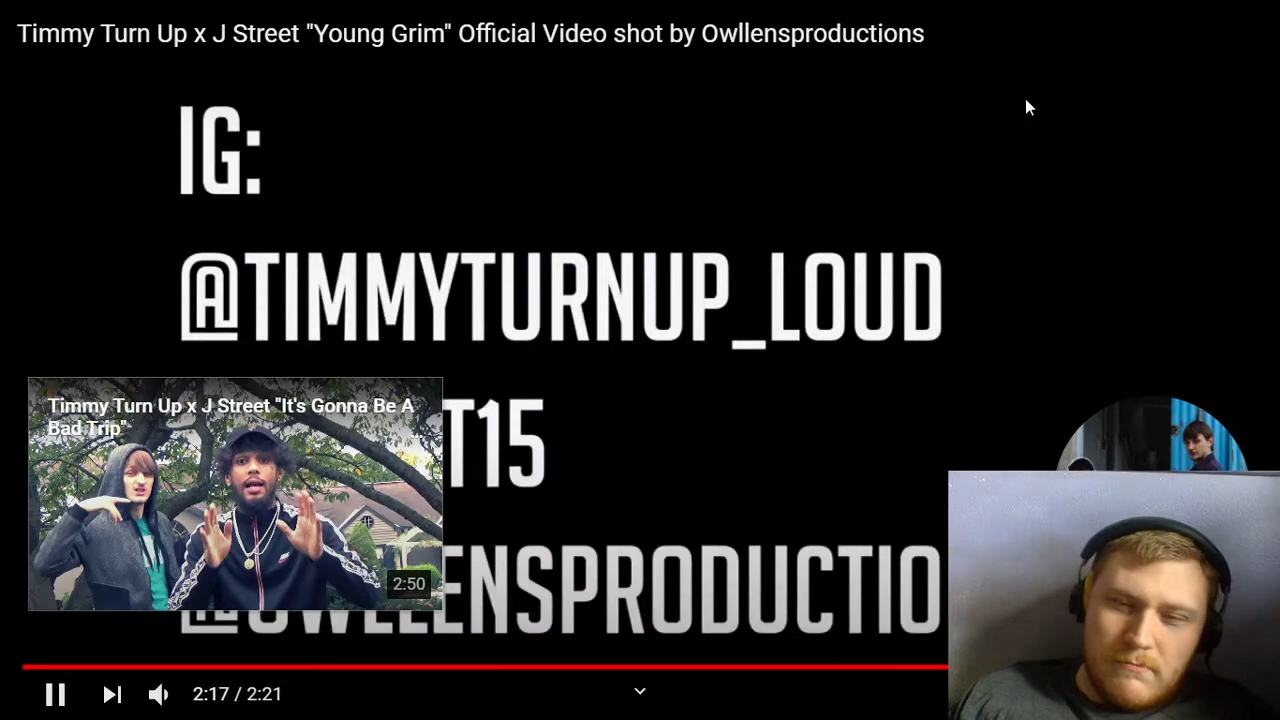 Timmy Turn Up x J Street "Young Grim" Official Video shot by Owllensproductions
IG:
@TIMMYTURNUP_LOUD
T15
Timmy Turn Up x J Street "It's Gonna Be A
Bad Trip"
2:50
@OWLLENSPRODUCTIO
2:17 / 2:21